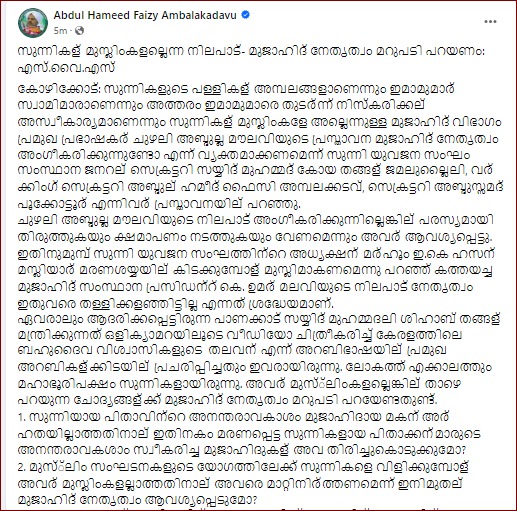 Abdul Hameed Faizy Ambalakadavu
5m ·
സുന്നികള് മുസ്ലിംകളല്ലെന്ന നിലപാട്- മുജാഹിദ് നേതൃത്വം മറുപടി പറയണം:
എസ്.വൈ.എസ്
കോഴിക്കോട്: സുന്നികളുടെ പള്ളികള് അമ്പലങ്ങളാണെന്നും ഇമാമുമാര്
സ്വാമിമാരാണെന്നും അത്തരം ഇമാമുമാരെ തുടര്ന്ന് നിസ്കരിക്കല്
അസ്വീകാര്യമാണെന്നും സുന്നികള് മുസ്ലിംകളേ അല്ലെന്നുള്ള മുജാഹിദ് വിഭാഗം
പ്രമുഖ പ്രഭാഷകര് ചുഴലി അബ്ദുല്ല മൗലവിയുടെ പ്രസ്താവന മുജാഹിദ് നേതൃത്വം
അംഗീകരിക്കുന്നുണ്ടോ എന്ന് വ്യക്തമാക്കണമെന്ന് സുന്നി യുവജന സംഘം
സംസ്ഥാന ജനറല് സെക്രട്ടറി സയ്യിദ് മുഹമ്മദ് കോയ തങ്ങള് ജമലുല്ലൈലി, വര്
ക്കിംഗ് സെക്രട്ടറി അബ്ദുല് ഹമീദ് ഫൈസി അമ്പലക്കടവ്, സെക്രട്ടറി അബ്ദുസ്സമദ്
പൂക്കോട്ടൂര് എന്നിവര് പ്രസ്താവനയില് പറഞ്ഞു.
ചുഴലി അബ്ദുല്ല മൗലവിയുടെ നിലപാട് അംഗീകരിക്കുന്നില്ലെങ്കില് പരസ്യമായി
തിരുത്തുകയും ക്ഷമാപണം നടത്തുകയും വേണമെന്നും അവര് ആവശ്യപ്പെട്ടു.
ഇതിനുമുമ്പ് സുന്നി യുവജന സംഘത്തിന്റെ അധ്യക്ഷന് മര്ഹൂം ഇ.കെ ഹസന്
മുസ്ലിയാര് മരണശയ്യയില് കിടക്കുമ്പോള് മുസ്ലിമാകണമെന്നു പറഞ്ഞ് കത്തയച്ച
മുജാഹിദ് സംസ്ഥാന പ്രസിഡന്റ് കെ. ഉമര് മലവിയുടെ നിലപാട് നേതൃത്വം
ഇതുവരെ തള്ളിക്കളഞ്ഞിട്ടില്ല എന്നത് ശ്രദ്ധേയമാണ്.
ഏവരാലും ആദരിക്കപ്പെട്ടിരുന്ന പാണക്കാട് സയ്യിദ് മുഹമ്മദലി ശിഹാബ് തങ്ങള്
മന്ത്രിക്കുന്നത് ഒളിക്യാമറയിലൂടെ വീഡിയോ ചിത്രീകരിച്ച് കേരളത്തിലെ
ബഹുദൈവ വിശ്വാസികളുടെ തലവന് എന്ന് അറബിഭാഷയില് പ്രമുഖ
അറബികള്ക്കിടയില് പ്രചരിപ്പിച്ചതും ഇവരായിരുന്നു. ലോകത്ത് എക്കാലത്തും
മഹാഭൂരിപക്ഷം സുന്നികളായിരുന്നു. അവര് മുസ്‌ലിംകളല്ലെങ്കില് താഴെ
പറയുന്ന ചോദ്യങ്ങള്ക്ക് മുജാഹിദ് നേതൃത്വം മറുപടി പറയേണ്ടതുണ്ട്.
1. സുന്നിയായ പിതാവിന്റെ അനന്തരാവകാശം മുജാഹിദായ മകന് അര്
ഹതയില്ലാത്തതിനാല് ഇതിനകം മരണപ്പെട്ട സുന്നികളായ പിതാക്കന്മാരുടെ
അനന്തരാവകശാം സ്വീകരിച്ച മുജാഹിദുകള് അവ തിരിച്ചുകൊടുക്കുമോ?
2. മുസ്‌ലിം സംഘടനകളുടെ യോഗത്തിലേക്ക് സുന്നികളെ വിളിക്കുമ്പോള്
അവര് മുസ്ലിംകളല്ലാത്തതിനാല് അവരെ മാറ്റിനിര്ത്തണമെന്ന് ഇനിമുതല്
മുജാഹിദ് നേതൃത്വം ആവശ്യപ്പെടുമോ?